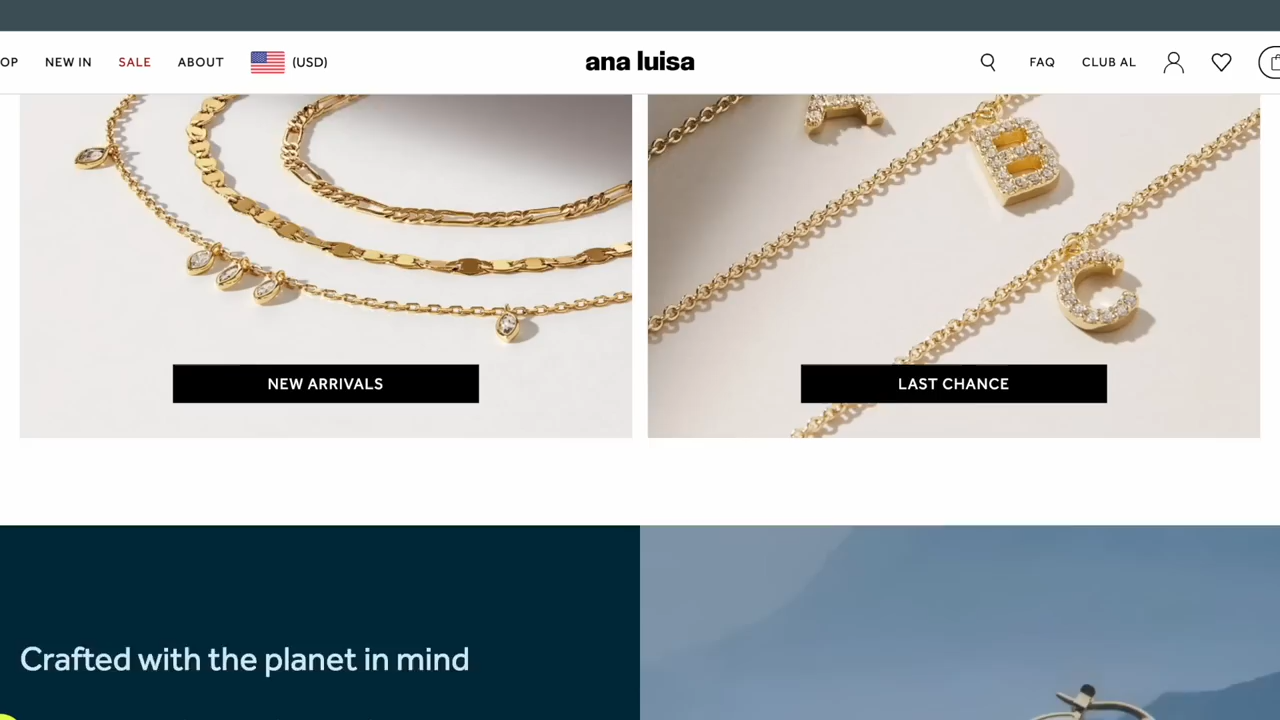 OP NEW IN SALE ABOUT (USD) ana luisa FAQ CLUB AL
A
B
C
NEW ARRIVALS LAST CHANCE
Crafted with the planet in mind